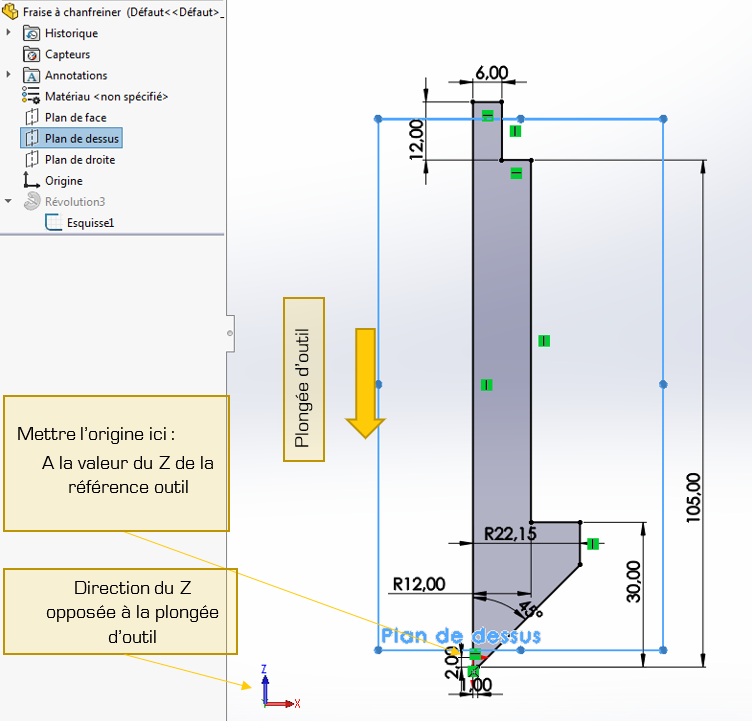 Fraise à chanfreiner (Défaut<<Défaut>_
Historique
Capteurs
Annotations
Matériau <non spécifié>
Plan de face
Plan de dessus
Plan de droite
Origine
Révolution3
Esquisse1
Mettre l'origine ici :
A la valeur du Z de la
référence outil
Direction du Z
opposée à la plongée
d'outil
Plongée d'outil
6,00
12,00
105,00
R22,15
R12,00
30,00
45°
Plan de dessus
2,00
1,00
Z
X